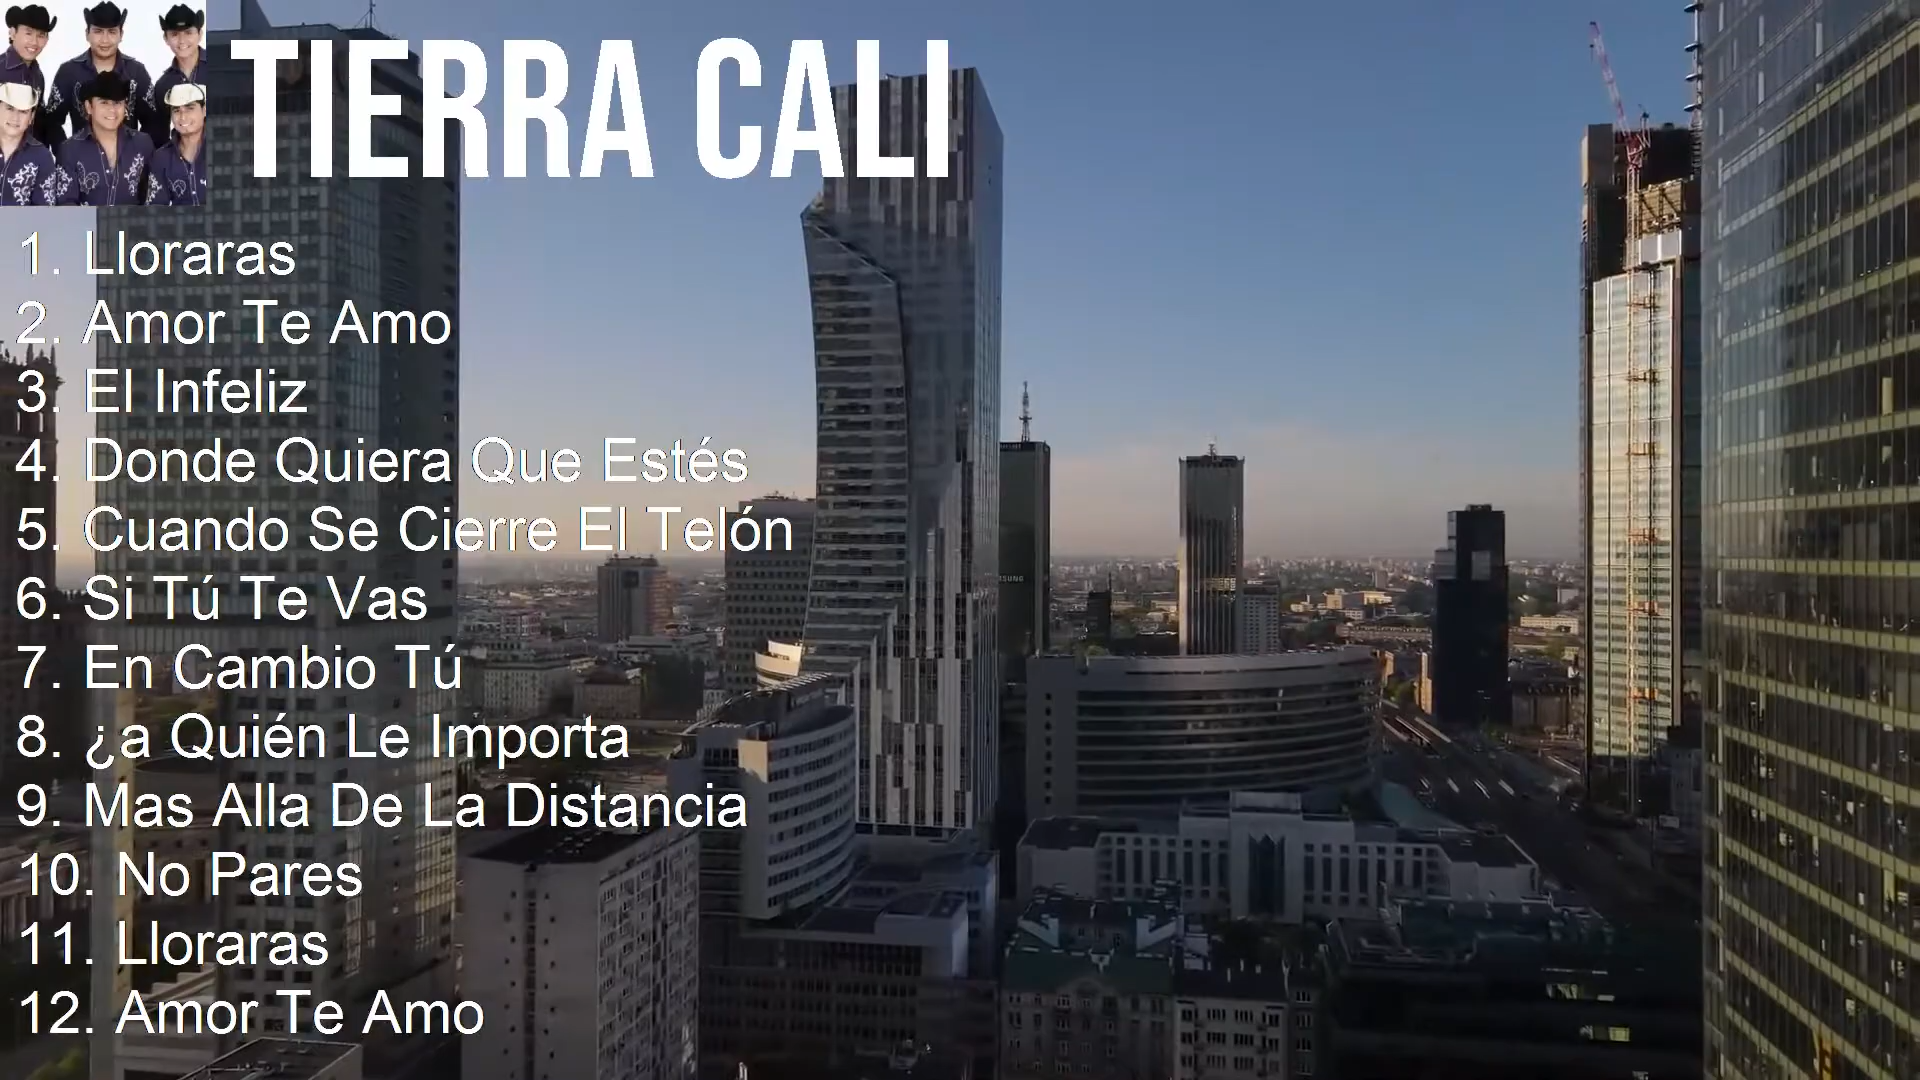 TIERRA CALI
1. Lloraras
2. Amor Te Amo
3. El Infeliz
4. Donde Quiera Que Estés
5. Cuando Se Cierre El Telón
6. Si Tú Te Vas
7. En Cambio Tú
8. ¿a Quién Le Importa
9. Mas Alla De La Distancia
10. No Pares
11. Lloraras
12. Amor Te Amo